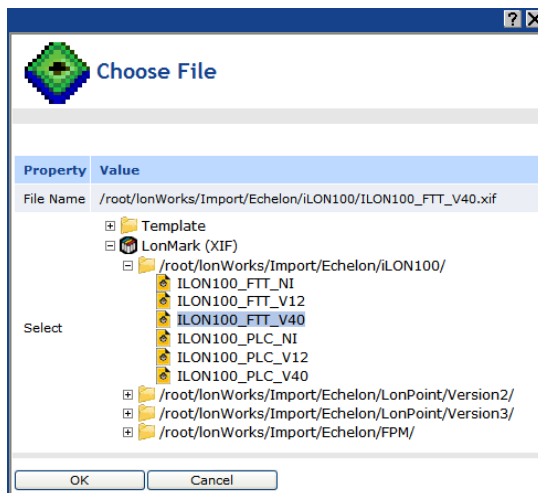 ? X
Choose File
Property Value
File Name /root/lonWorks/Import/Echelon/iLON100/ILON100_FTT_V40.xif
Template
LonMark (XIF)
/root/lonWorks/Import/Echelon/iLON100/
ILON100_FTT_NI
ILON100_FTT_V12
ILON100_FTT_V40
Select
ILON100_PLC_NI
ILON100_PLC_V12
ILON100_PLC_V40
/root/lonWorks/Import/Echelon/LonPoint/Version2/
/root/lonWorks/Import/Echelon/LonPoint/Version3/
/root/lonWorks/Import/Echelon/FPM/
OK Cancel